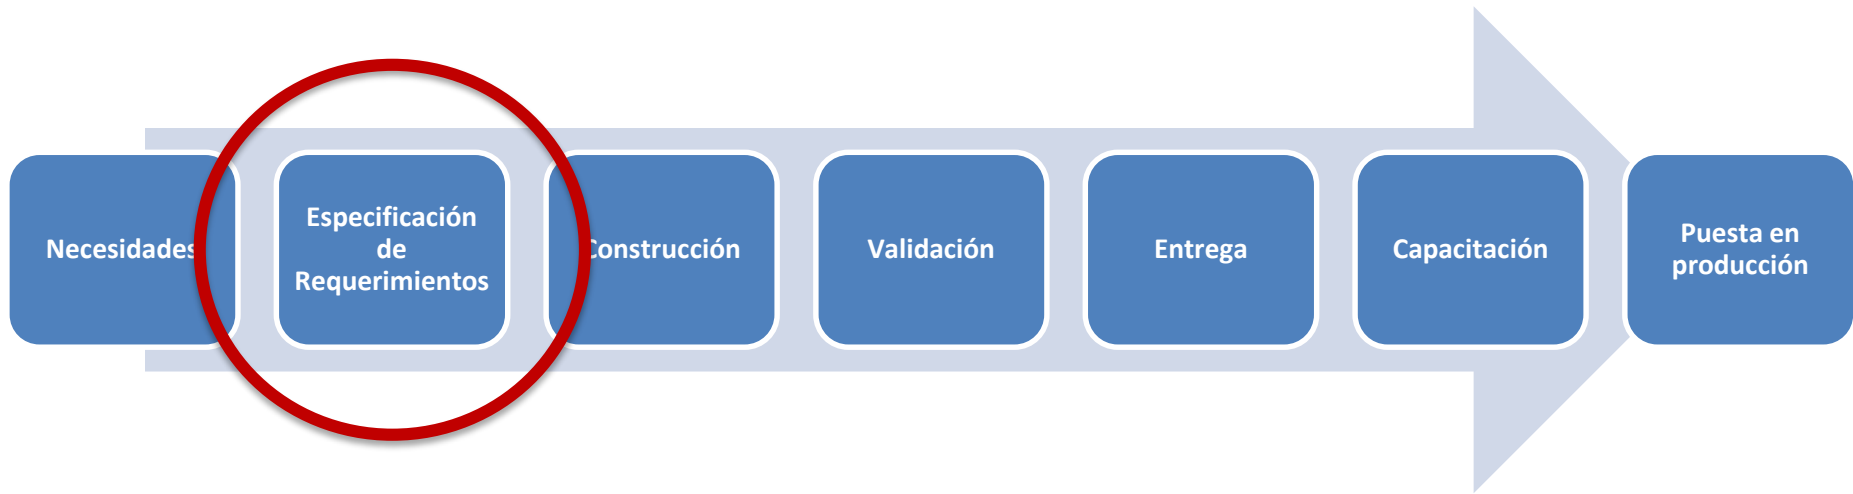 Necesidades
Especificación
de
Requerimientos
Construcción
Validación
Entrega
Capacitación
Puesta en
producción